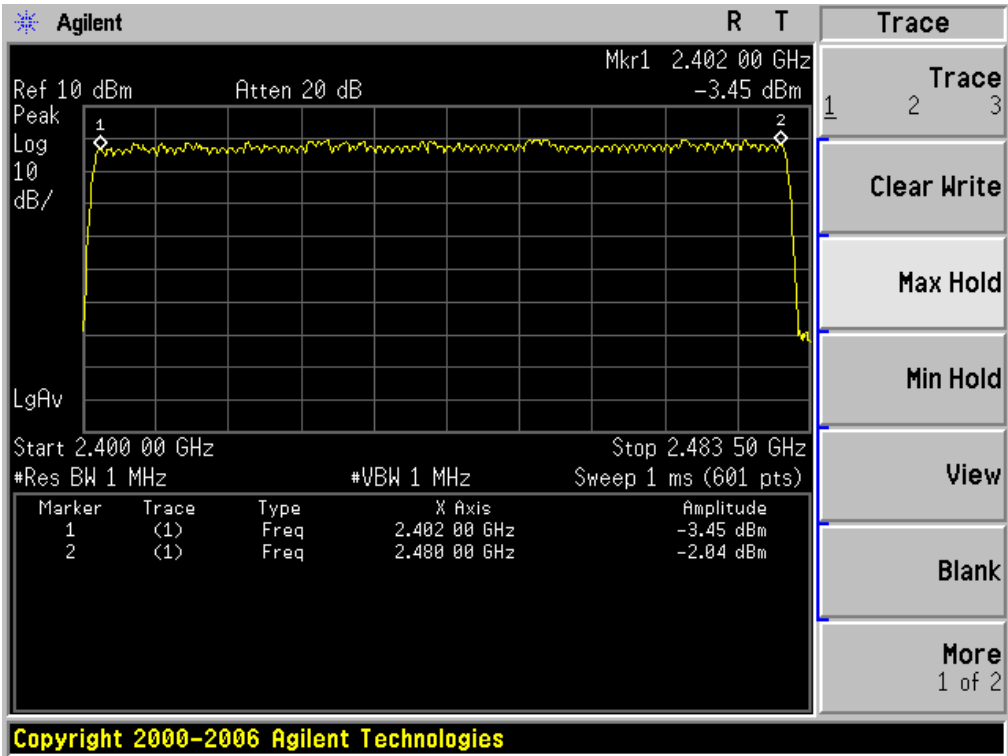 Agilent R T Trace
Mkr1 2.402 00 GHz
Ref 10 dBm Atten 20 dB -3.45 dBm
Trace
1 2 3
Peak
Log
10
dB/
1 2
Clear Write
Max Hold
Min Hold
LgAv
Start 2.400 00 GHz Stop 2.483 50 GHz
#Res BW 1 MHz #VBW 1 MHz Sweep 1 ms (601 pts)
View
Marker Trace Type X Axis Amplitude
1 (1) Freq 2.402 00 GHz -3.45 dBm
2 (1) Freq 2.480 00 GHz -2.04 dBm
Blank
More
1 of 2
Copyright 2000-2006 Agilent Technologies